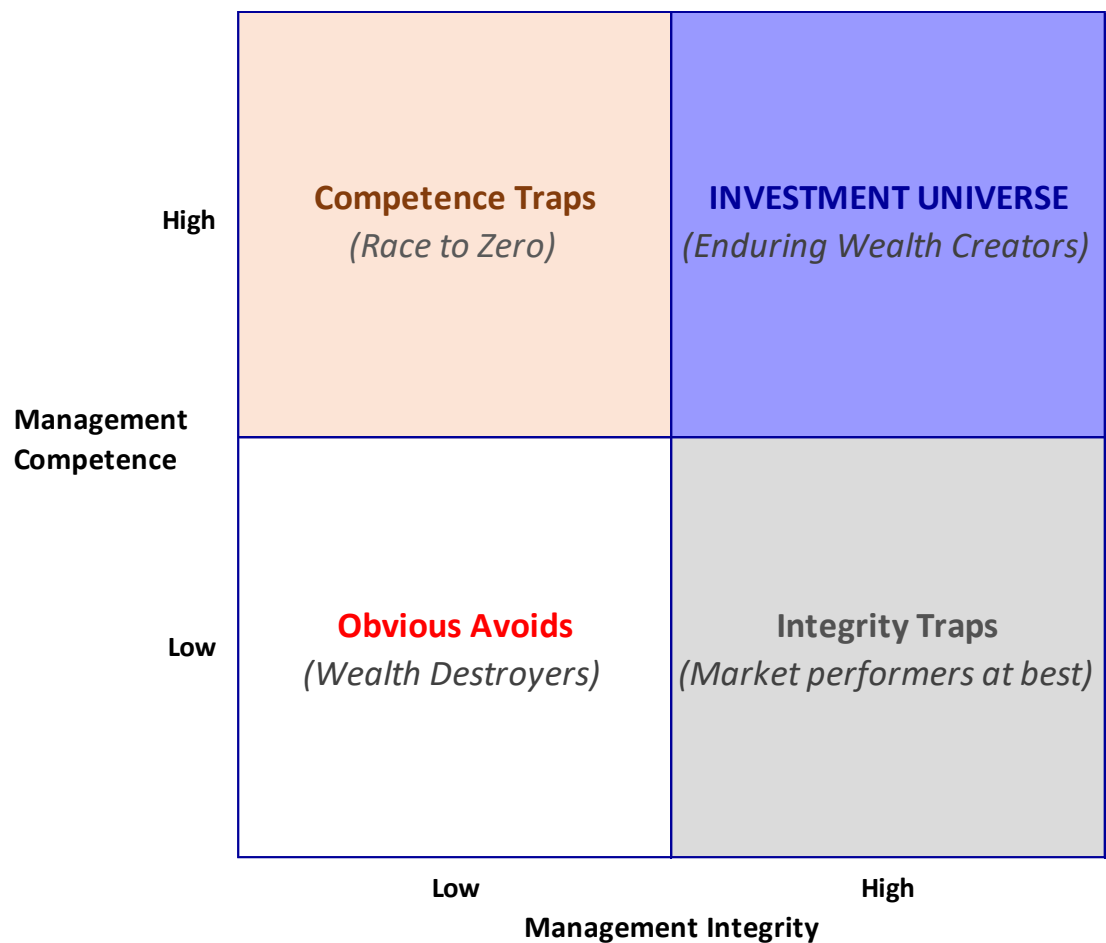 Competence Traps
(Race to Zero)
INVESTMENT UNIVERSE
(Enduring Wealth Creators)
High
Management
Competence
Obvious Avoids
(Wealth Destroyers)
Integrity Traps
(Market performers at best)
Low
Low
High
Management Integrity